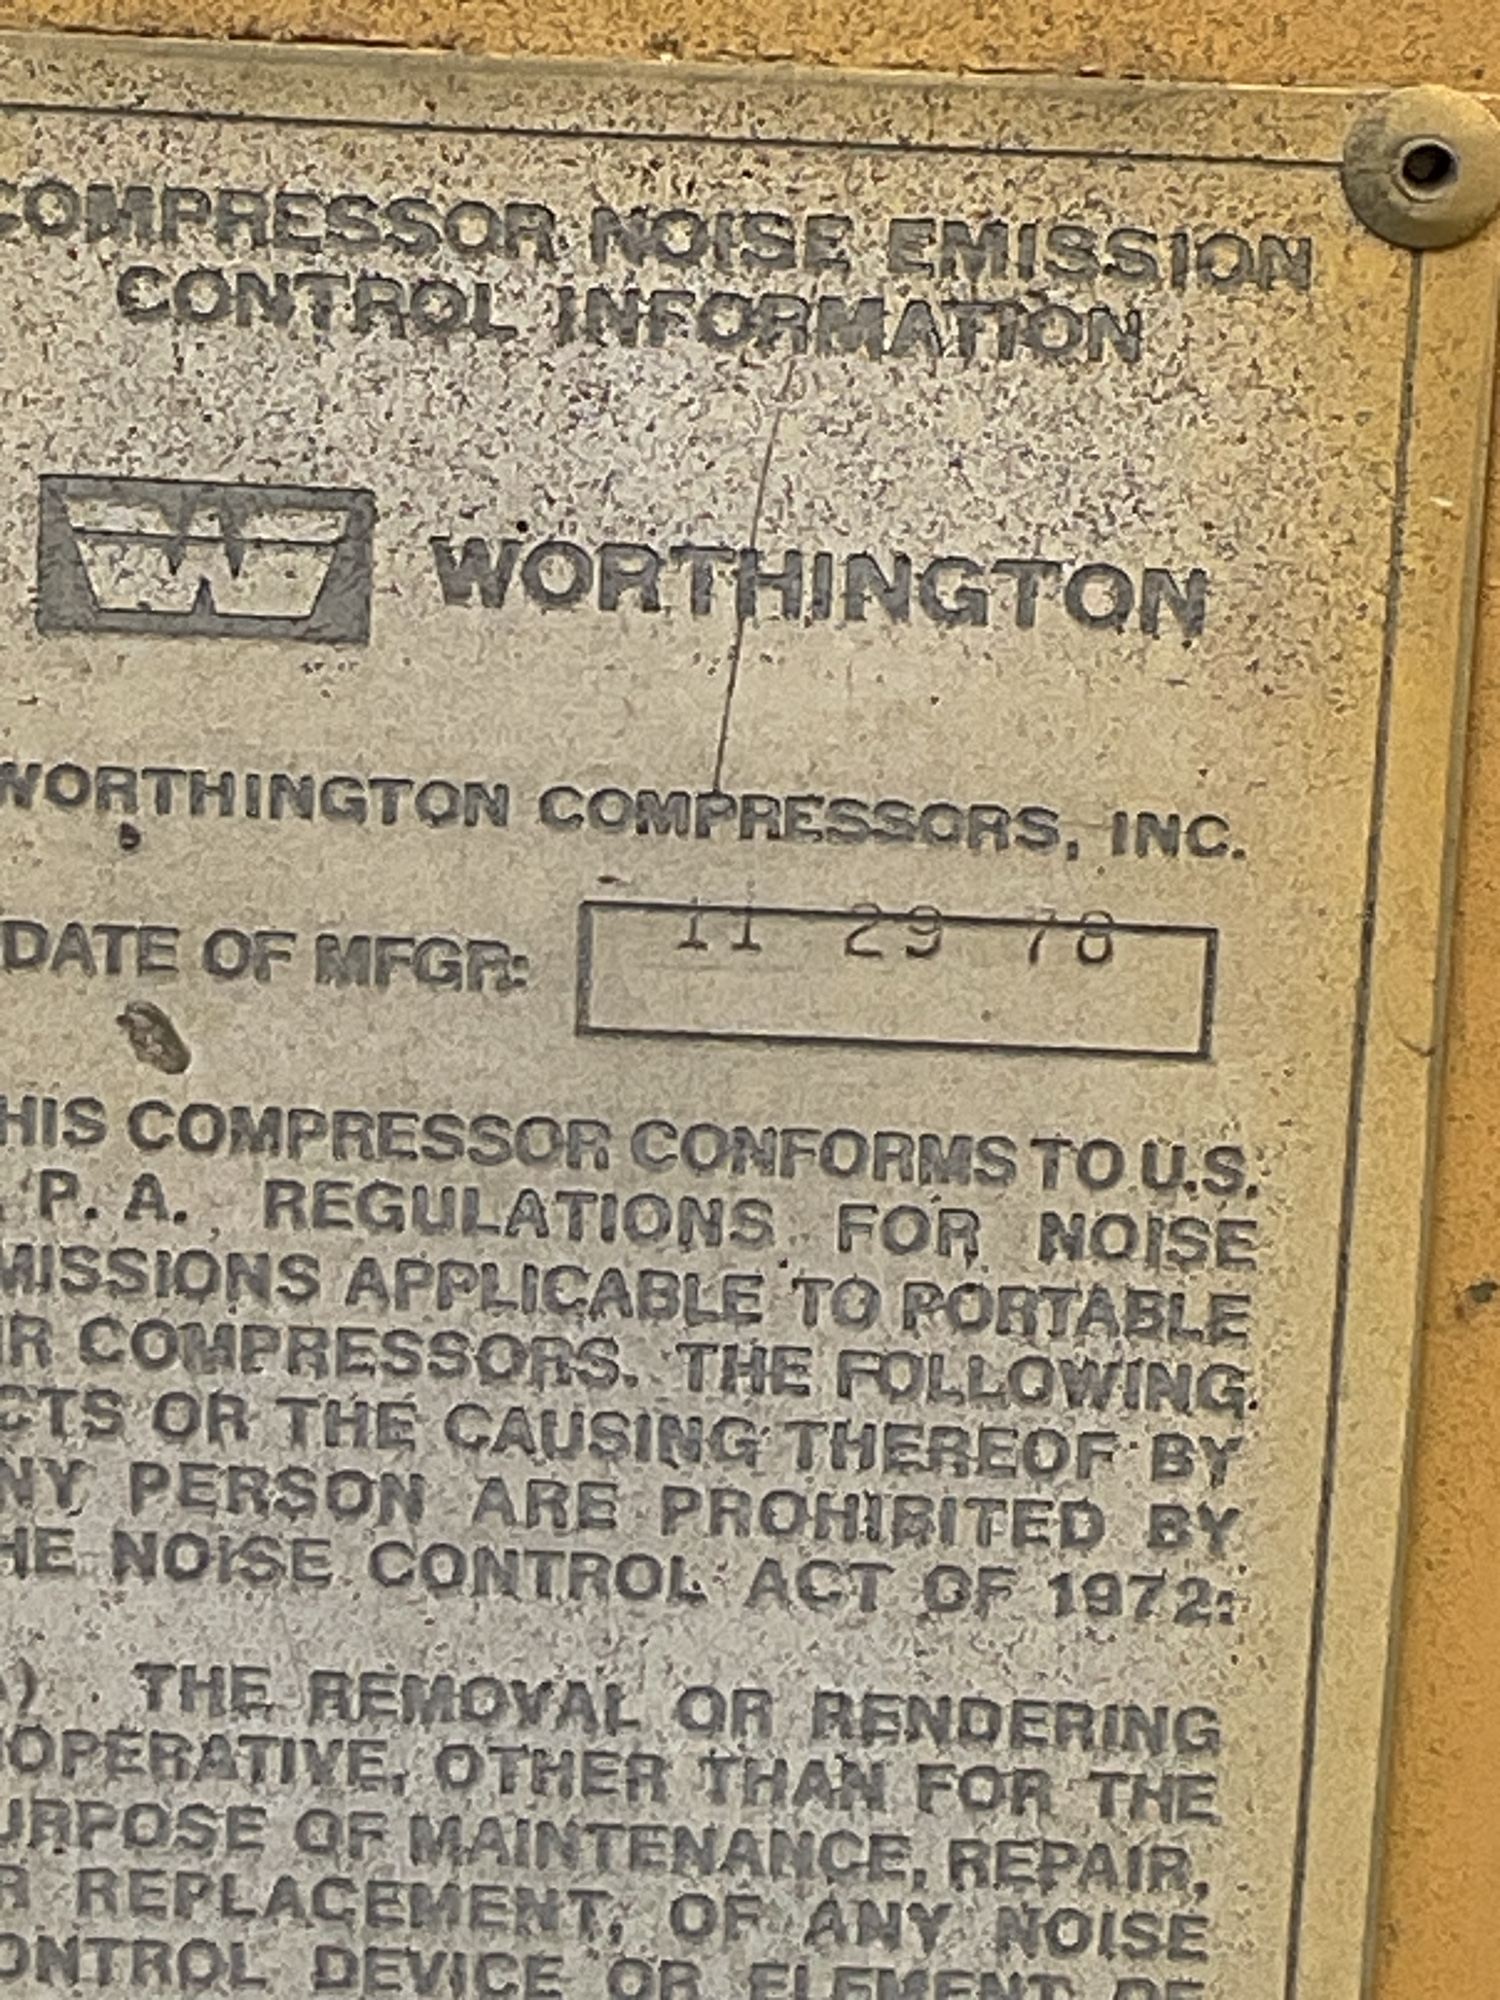 COMPRESSOR NOISE EMISSION
CONTROL INFORMATION
W WORTHINGTON
WORTHINGTON COMPRESSORS, INC.
DATE OF MFGR: 11 29 78
HIS COMPRESSOR CONFORMS TO U.S.
. P. A. REGULATIONS FOR NOISE
MISSIONS APPLICABLE TO PORTABLE
IR COMPRESSORS. THE FOLLOWING
CTS OR THE CAUSING THEREOF BY
NY PERSON ARE PROHIBITED BY
HE NOISE CONTROL ACT OF 1972:
) THE REMOVAL OR RENDERING
OPERATIVE, OTHER THAN FOR THE
URPOSE OF MAINTENANCE, REPAIR,
R REPLACEMENT, OF ANY NOISE
ONTROL DEVICE OR ELEMENT OF